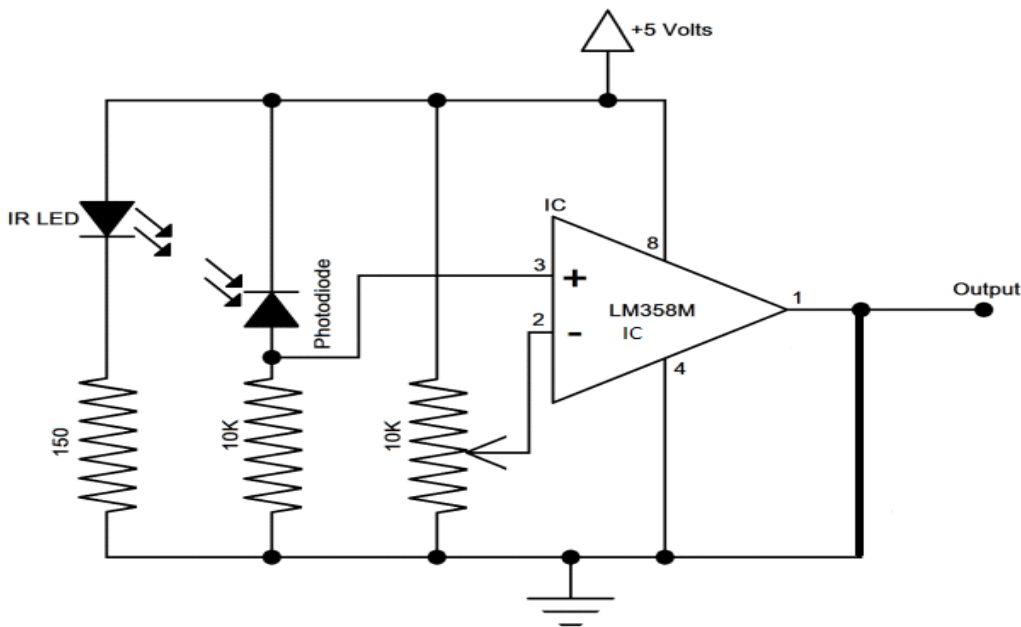 +5 Volts
IR LED
Photodiode
IC
8
3
+
2
-
LM358M
IC
1
Output
4
150
10K
10K